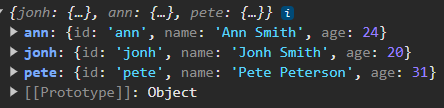 ▾ {jonh: {…}, ann: {…}, pete: {…}} i
▸ ann: {id: 'ann', name: 'Ann Smith', age: 24}
▸ jonh: {id: 'jonh', name: 'Jonh Smith', age: 20}
▸ pete: {id: 'pete', name: 'Pete Peterson', age: 31}
▸ [[Prototype]]: Object